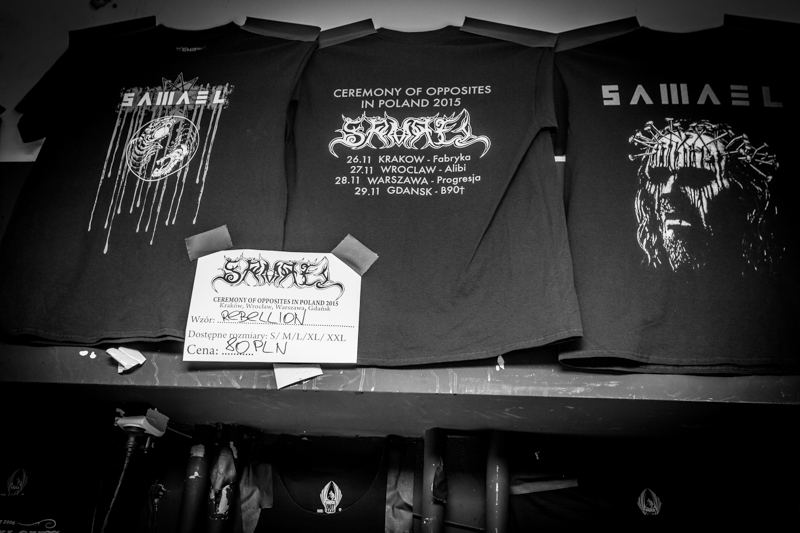 SAMAEL
CEREMONY OF OPPOSITES
IN POLAND 2015
SAMAEL
26.11 KRAKOW - Fabryka
27.11 WROCLAW - Alibi
28.11 WARSZAWA - Progresja
29.11 GDANSK - B90†
SAMAEL
SAMAEL
CEREMONY OF OPPOSITES IN POLAND 2015
Kraków, Wrocław, Warszawa, Gdańsk
Wzór: REBELLION
Dostępne rozmiary: S/ M/L/XL/ XXL
Cena: 80 PLN